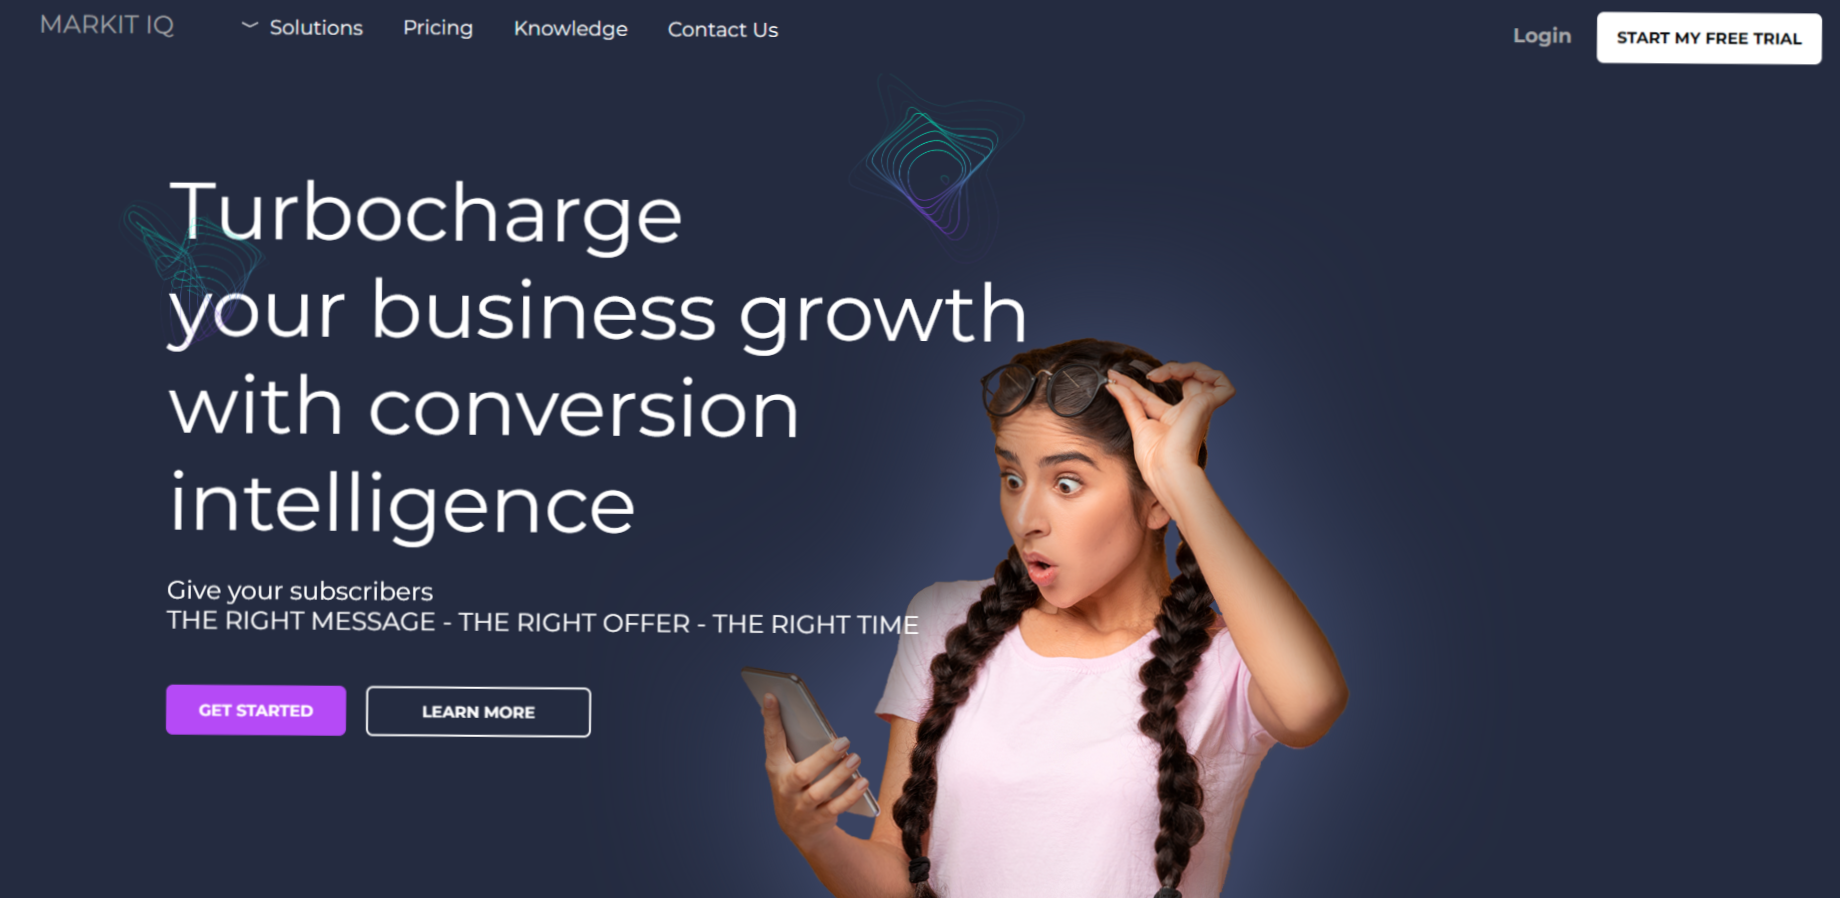 MARKIT IQ
Solutions
Pricing
Knowledge
Contact Us
Login
START MY FREE TRIAL
Turbocharge
your business growth
with conversion
intelligence
Give your subscribers
THE RIGHT MESSAGE - THE RIGHT OFFER - THE RIGHT TIME
GET STARTED
LEARN MORE